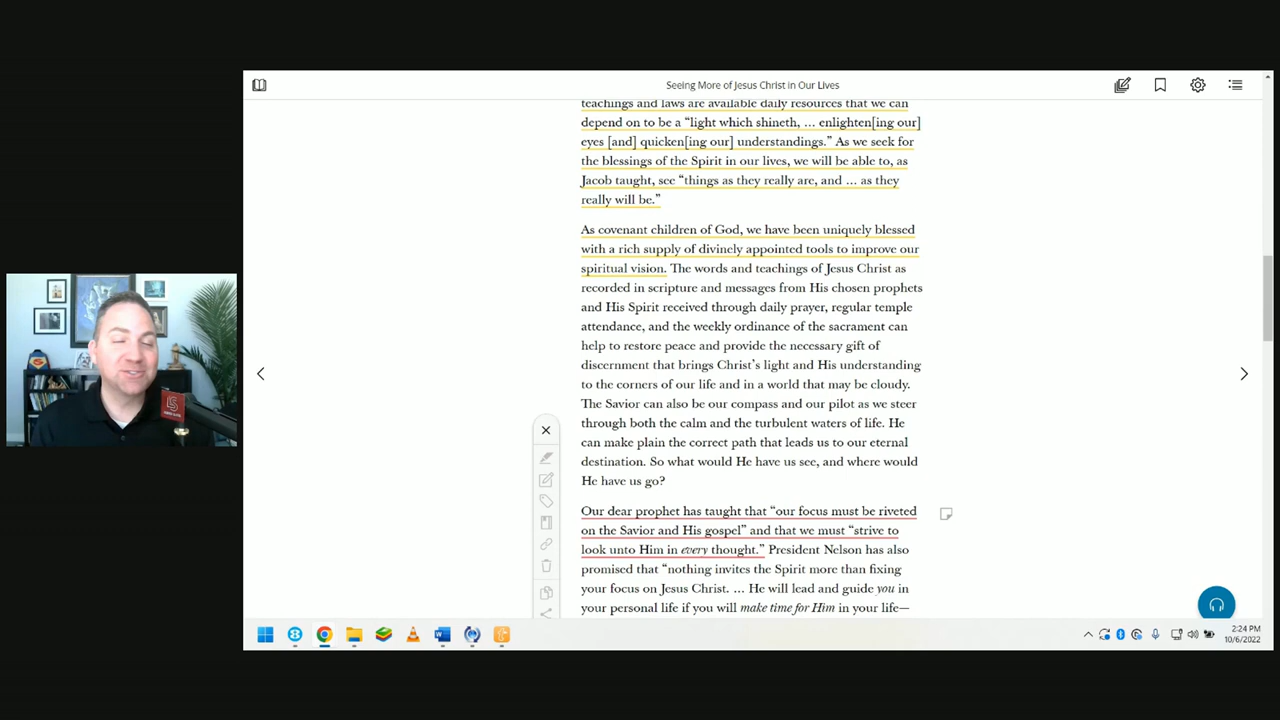 Seeing More of Jesus Christ in Our Lives
teachings and laws are available daily resources that we can
depend on to be a “light which shineth, … enlighten[ing our]
eyes [and] quicken[ing our] understandings.” As we seek for
the blessings of the Spirit in our lives, we will be able to, as
Jacob taught, see “things as they really are, and … as they
really will be.”
As covenant children of God, we have been uniquely blessed
with a rich supply of divinely appointed tools to improve our
spiritual vision. The words and teachings of Jesus Christ as
recorded in scripture and messages from His chosen prophets
and His Spirit received through daily prayer, regular temple
attendance, and the weekly ordinance of the sacrament can
help to restore peace and provide the necessary gift of
discernment that brings Christ’s light and His understanding
to the corners of our life and in a world that may be cloudy.
The Savior can also be our compass and our pilot as we steer
through both the calm and the turbulent waters of life. He
can make plain the correct path that leads us to our eternal
destination. So what would He have us see, and where would
He have us go?
Our dear prophet has taught that “our focus must be riveted
on the Savior and His gospel” and that we must “strive to
look unto Him in every thought.” President Nelson has also
promised that “nothing invites the Spirit more than fixing
your focus on Jesus Christ. … He will lead and guide you in
your personal life if you will make time for Him in your life—
2:24 PM
10/6/2022